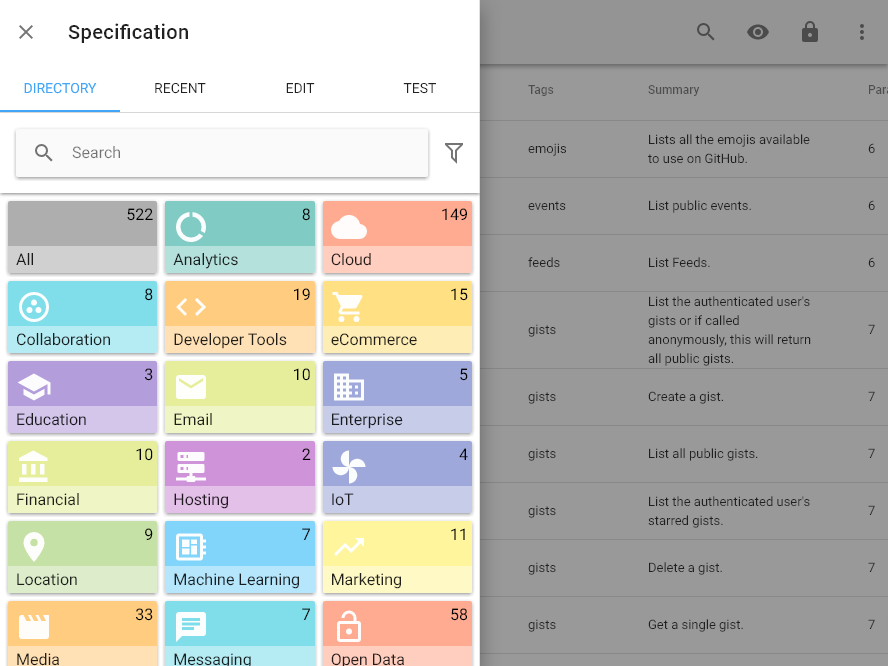 Specification
DIRECTORY RECENT EDIT TEST
Search
522
All
8
Analytics
149
Cloud
8
Collaboration
19
Developer Tools
15
eCommerce
3
Education
10
Email
5
Enterprise
10
Financial
2
Hosting
4
IoT
9
Location
7
Machine Learning
11
Marketing
33
Media
7
Messaging
58
Open Data
Tags Summary Para
emojis Lists all the emojis available 6
to use on GitHub.
events List public events. 6
feeds List Feeds. 6
gists List the authenticated user's 7
gists or if called
anonymously, this will return
all public gists.
gists Create a gist. 7
gists List all public gists. 7
gists List the authenticated user's 7
starred gists.
gists Delete a gist. 7
gists Get a single gist. 7